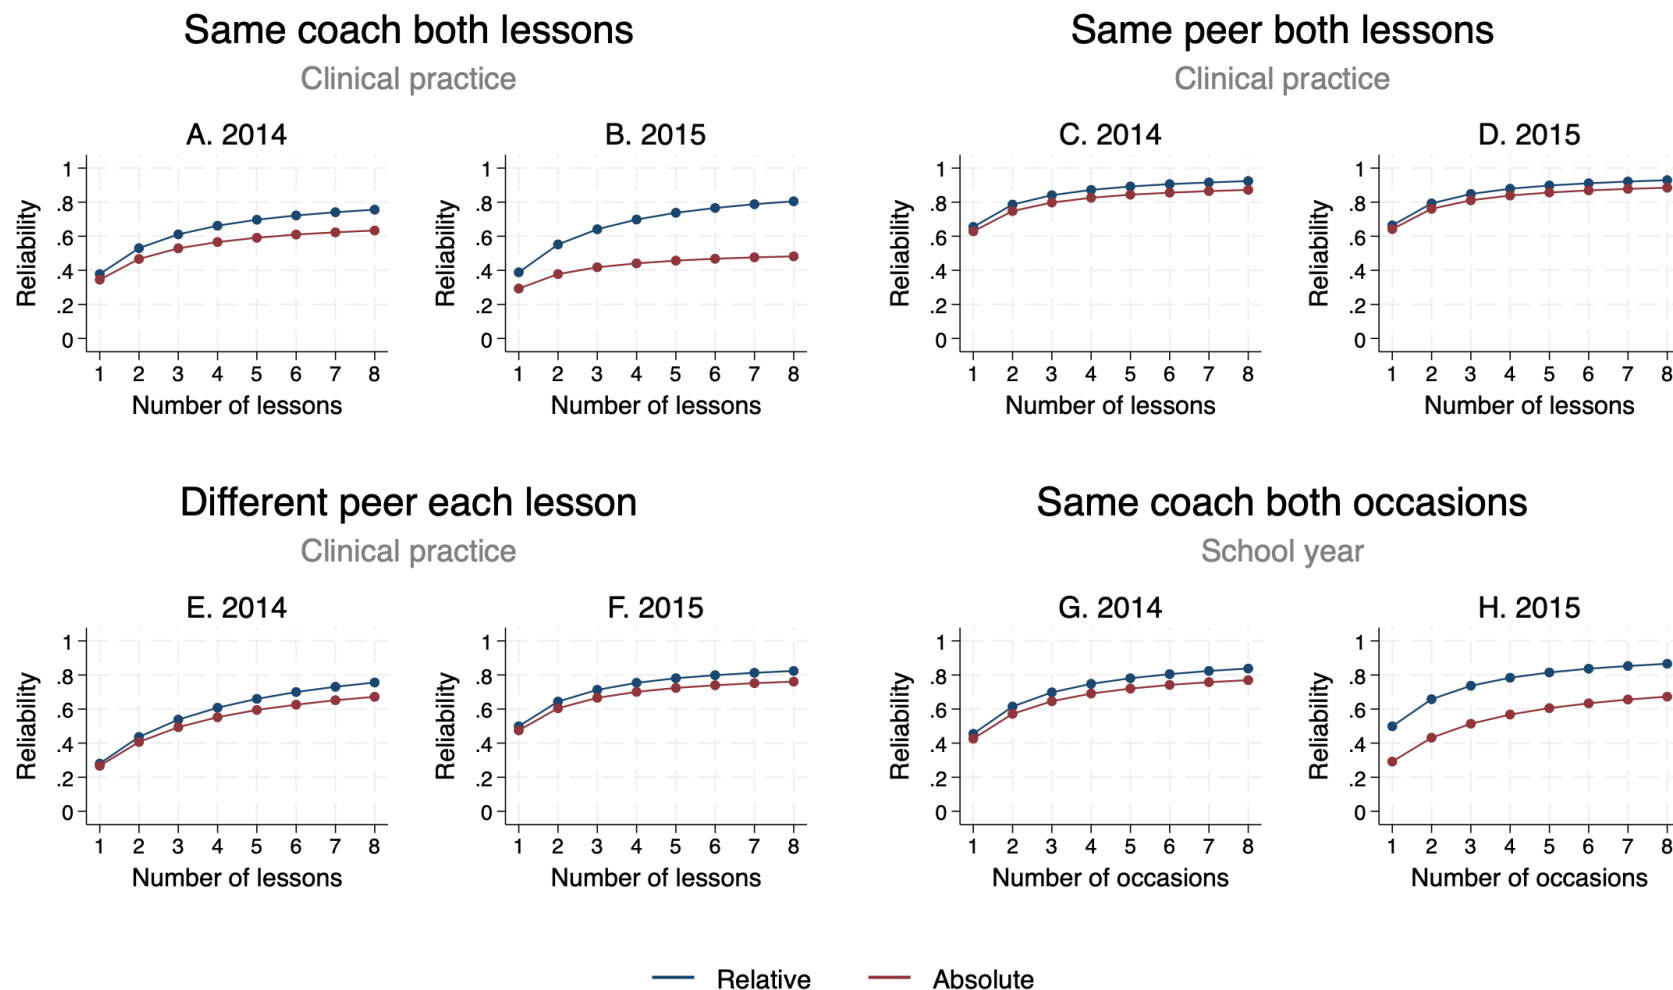 Same coach both lessons
Clinical practice
A. 2014
Reliability
1
.8
.6
.4
.2
0
1 2 3 4 5 6 7 8
Number of lessons
B. 2015
Reliability
1
.8
.6
.4
.2
0
1 2 3 4 5 6 7 8
Number of lessons
Same peer both lessons
Clinical practice
C. 2014
Reliability
1
.8
.6
.4
.2
0
1 2 3 4 5 6 7 8
Number of lessons
D. 2015
Reliability
1
.8
.6
.4
.2
0
1 2 3 4 5 6 7 8
Number of lessons
Different peer each lesson
Clinical practice
E. 2014
Reliability
1
.8
.6
.4
.2
0
1 2 3 4 5 6 7 8
Number of lessons
F. 2015
Reliability
1
.8
.6
.4
.2
0
1 2 3 4 5 6 7 8
Number of lessons
Same coach both occasions
School year
G. 2014
Reliability
1
.8
.6
.4
.2
0
1 2 3 4 5 6 7 8
Number of occasions
H. 2015
Reliability
1
.8
.6
.4
.2
0
1 2 3 4 5 6 7 8
Number of occasions
Relative Absolute